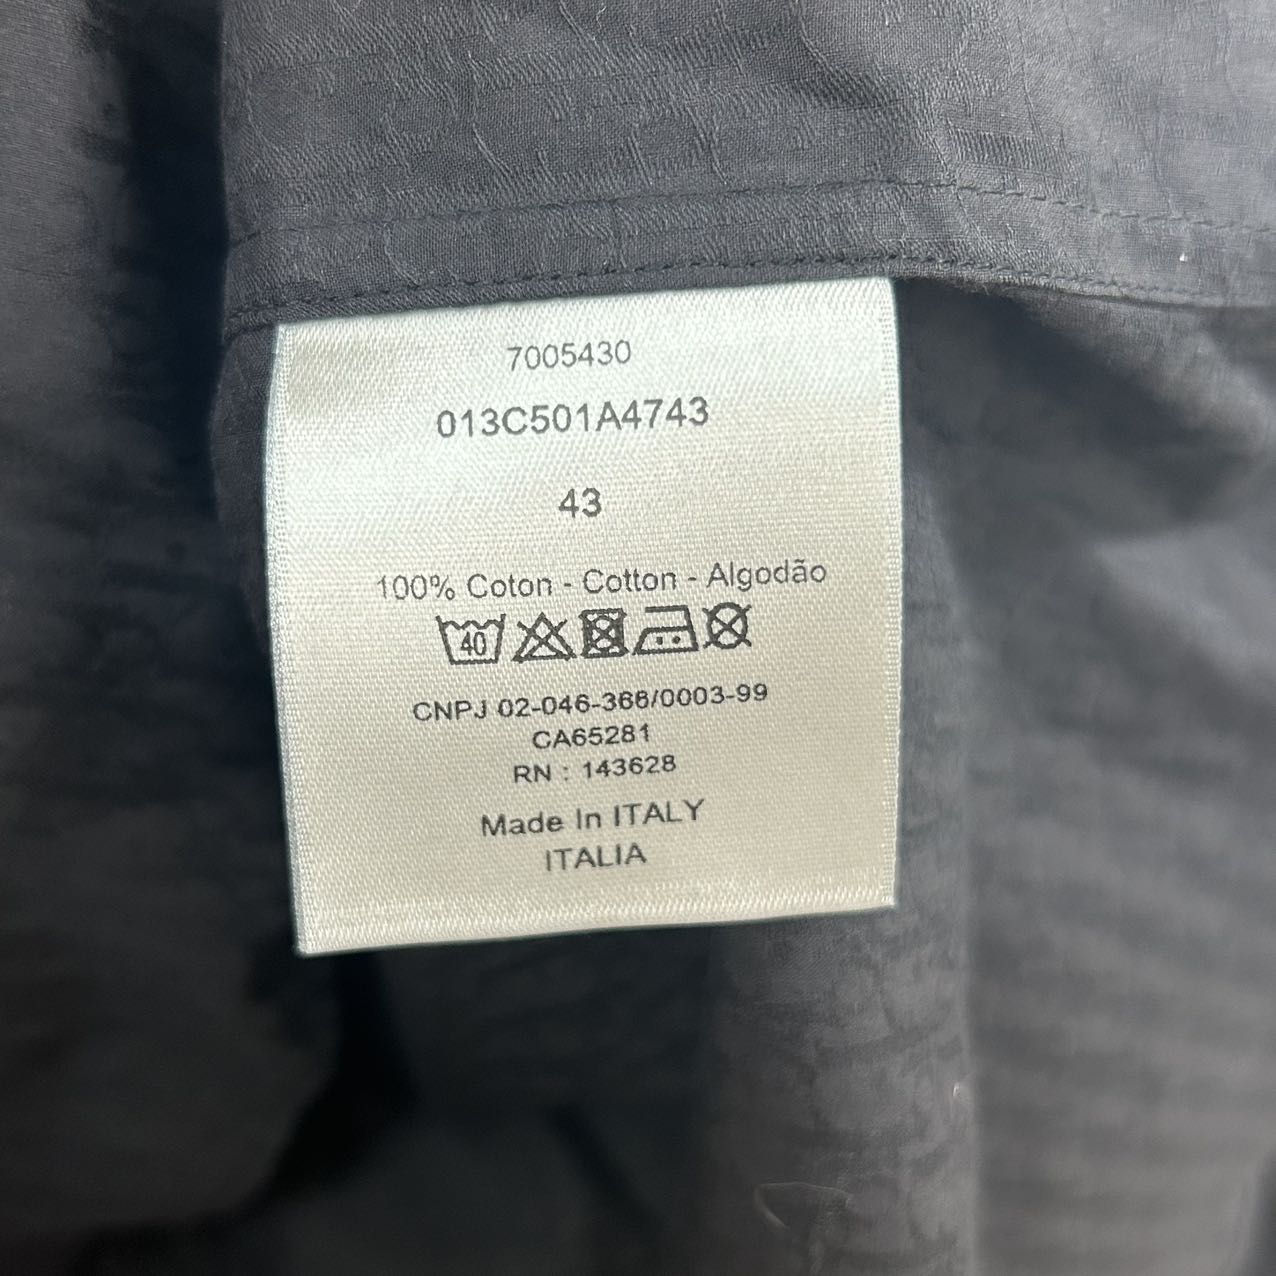 7005430
013C501A4743
43
100% Coton - Cotton - Algodão
40
CNPJ 02-046-366/0003-99
CA65281
RN : 143628
Made In ITALY
ITALIA